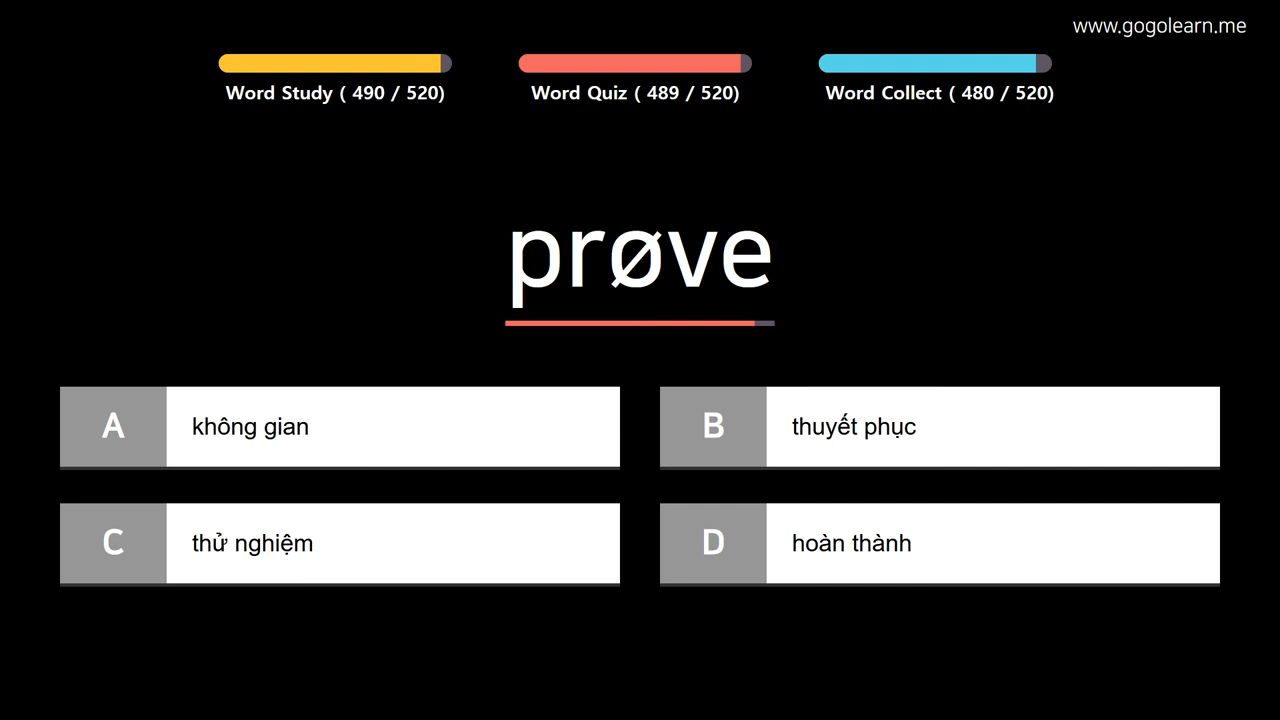 www.gogolearn.me
Word Study ( 490 / 520)
Word Quiz ( 489 / 520)
Word Collect ( 480 / 520)
prøve
A không gian
B thuyết phục
C thử nghiệm
D hoàn thành